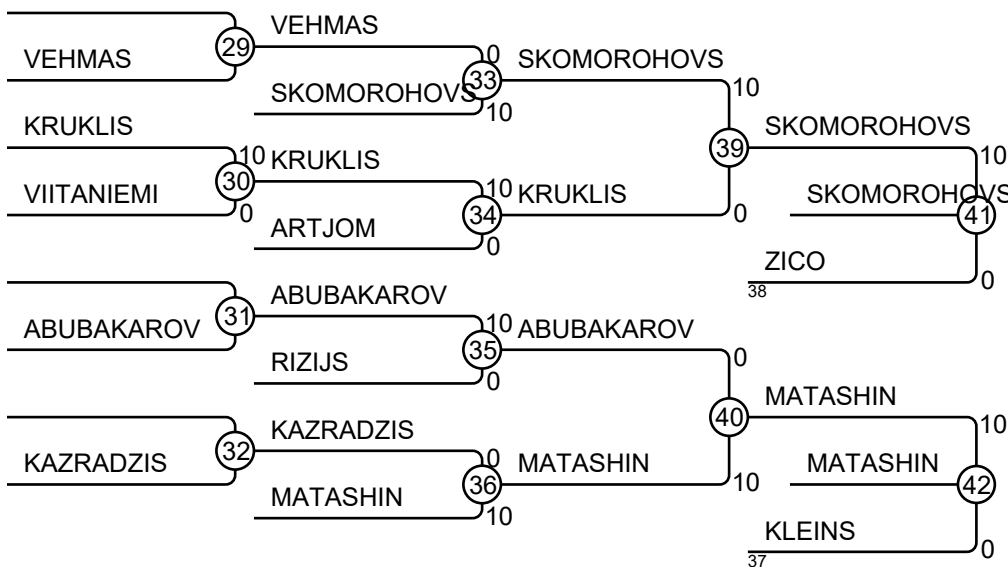 VEHMAS
29
VEHMAS
0
SKOMOROHOVS
33
SKOMOROHOVS
10
10
KRUKLIS
39
SKOMOROHOVS
10
KRUKLIS
10
VIITANIEMI
30
10
KRUKLIS
SKOMOROHOVS
0
ARTJOM
34
0
41
0
ZICO
38
0
ABUBAKAROV
ABUBAKAROV
31
10
ABUBAKAROV
RIZIJS
35
0
0
MATASHIN
KAZRADZIS
40
10
KAZRADZIS
32
0
MATASHIN
MATASHIN
MATASHIN
36
10
42
10
KLEINS
37
0